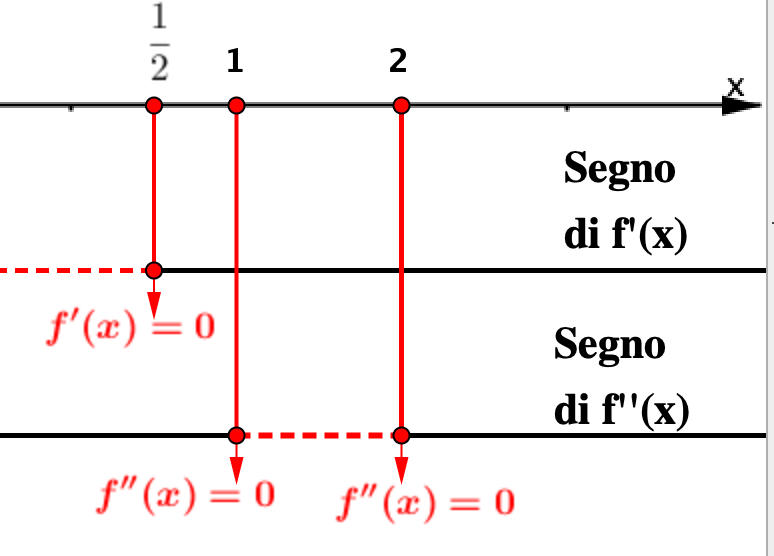 1/2
1
2
x
Segno
di f'(x)
f′(x) = 0
Segno
di f''(x)
f″(x) = 0
f″(x) = 0